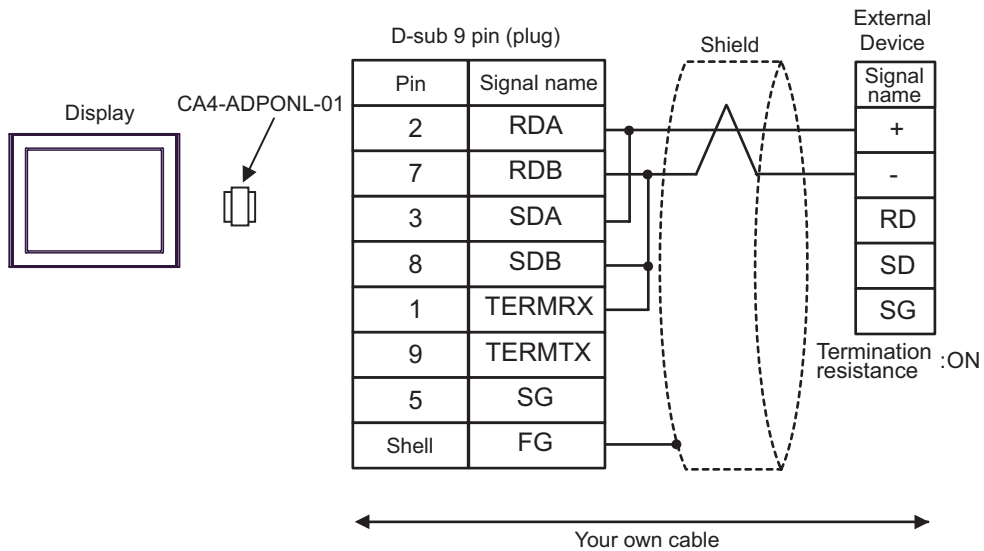 External
Device
D-sub 9 pin (plug)
Shield
Display
CA4-ADPONL-01
Pin Signal name
2 RDA
7 RDB
3 SDA
8 SDB
1 TERMRX
9 TERMTX
5 SG
Shell FG
Signal
name
+
-
RD
SD
SG
Termination
resistance :ON
Your own cable